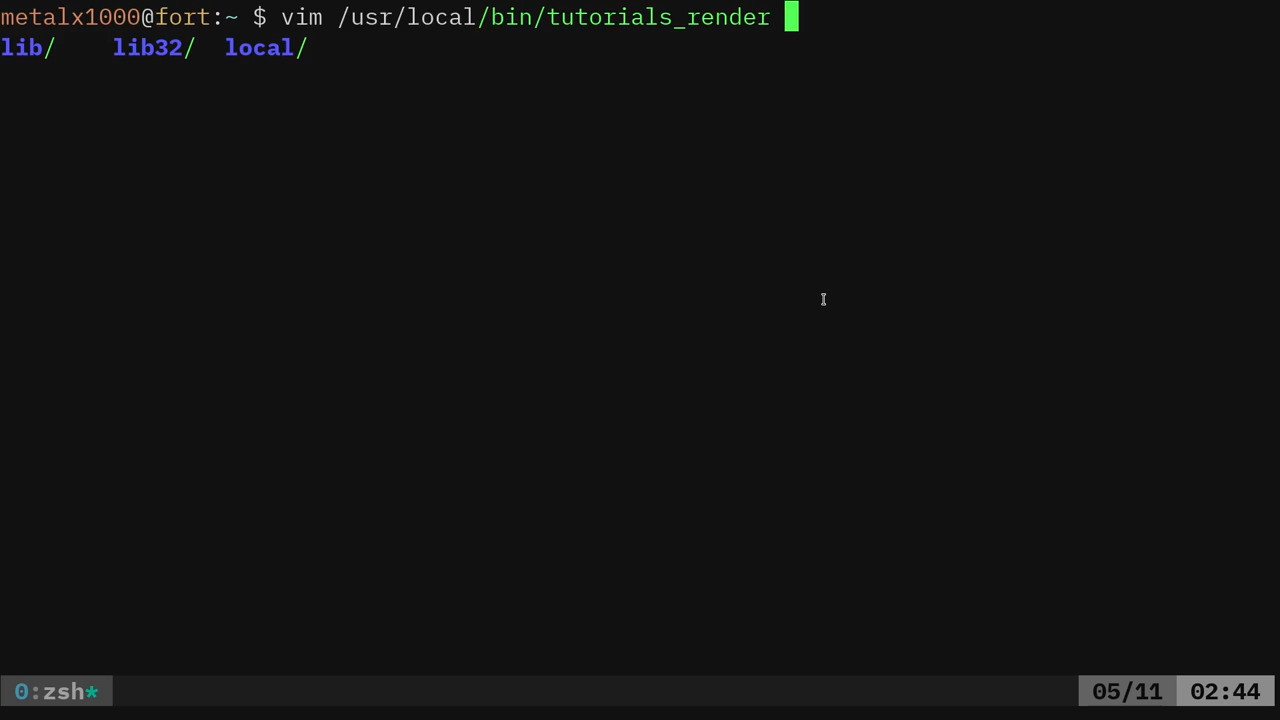 metalx1000@fort:~ $ vim /usr/local/bin/tutorials_render
lib/    lib32/  local/
0:zsh* 05/11 02:44